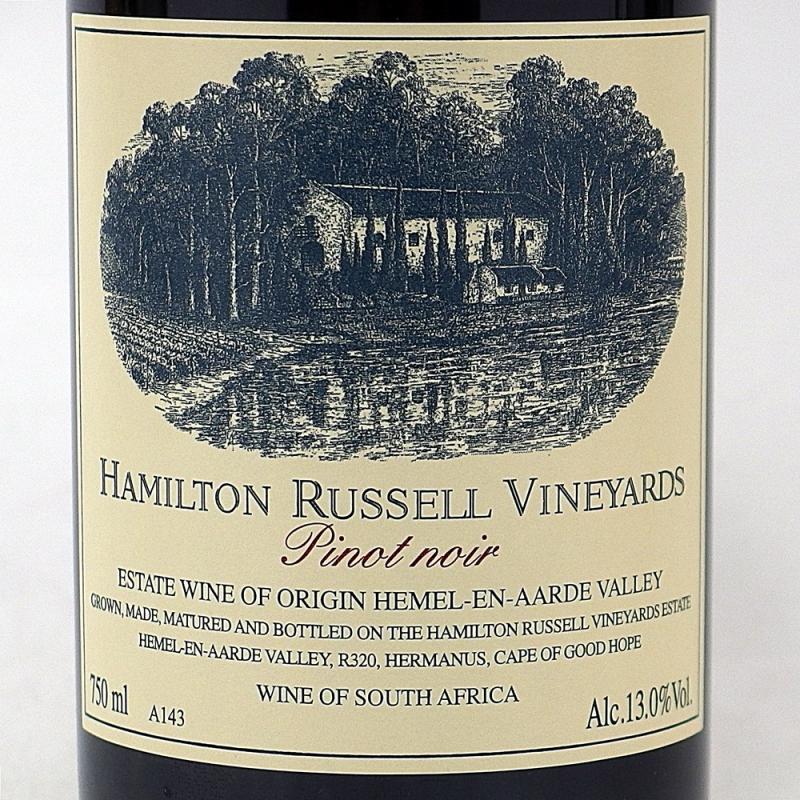 HAMILTON RUSSELL VINEYARDS
Pinot noir
ESTATE WINE OF ORIGIN HEMEL-EN-AARDE VALLEY
GROWN, MADE, MATURED AND BOTTLED ON THE HAMILTON RUSSELL VINEYARDS ESTATE
HEMEL-EN-AARDE VALLEY, R320, HERMANUS, CAPE OF GOOD HOPE
WINE OF SOUTH AFRICA
750 ml A143 Alc.13.0%Vol.